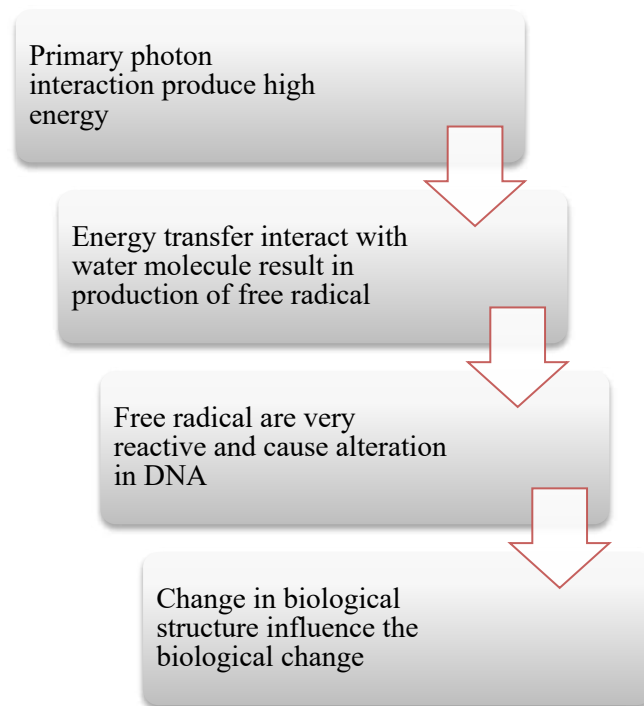 Primary photon
interaction produce high
energy
Energy transfer interact with
water molecule result in
production of free radical
Free radical are very
reactive and cause alteration
in DNA
Change in biological
structure influence the
biological change